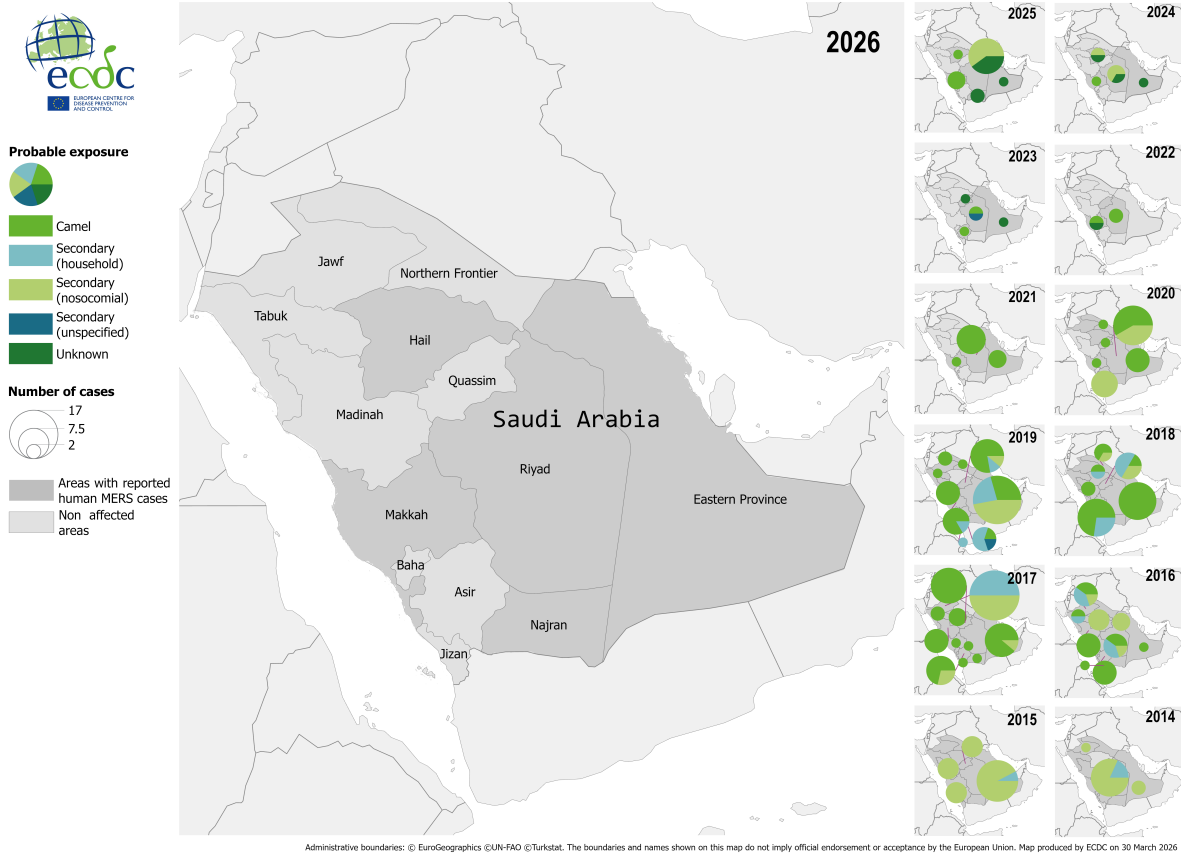 ecdc
EUROPEAN CENTRE FOR
DISEASE PREVENTION
AND CONTROL
Probable exposure
Camel
Secondary
(household)
Secondary
(nosocomial)
Secondary
(unspecified)
Unknown
Number of cases
17
7.5
2
Areas with reported
human MERS cases
Non affected
areas
2026
Jawf
Northern Frontier
Tabuk
Hail
Quassim
Madinah
Saudi Arabia
Riyad
Eastern Province
Makkah
Baha
Asir
Najran
Jizan
2025
2024
2023
2022
2021
2020
2019
2018
2017
2016
2015
2014
Administrative boundaries: © EuroGeographics ©UN-FAO ©Turkstat. The boundaries and names shown on this map do not imply official endorsement or acceptance by the European Union. Map produced by ECDC on 30 March 2026